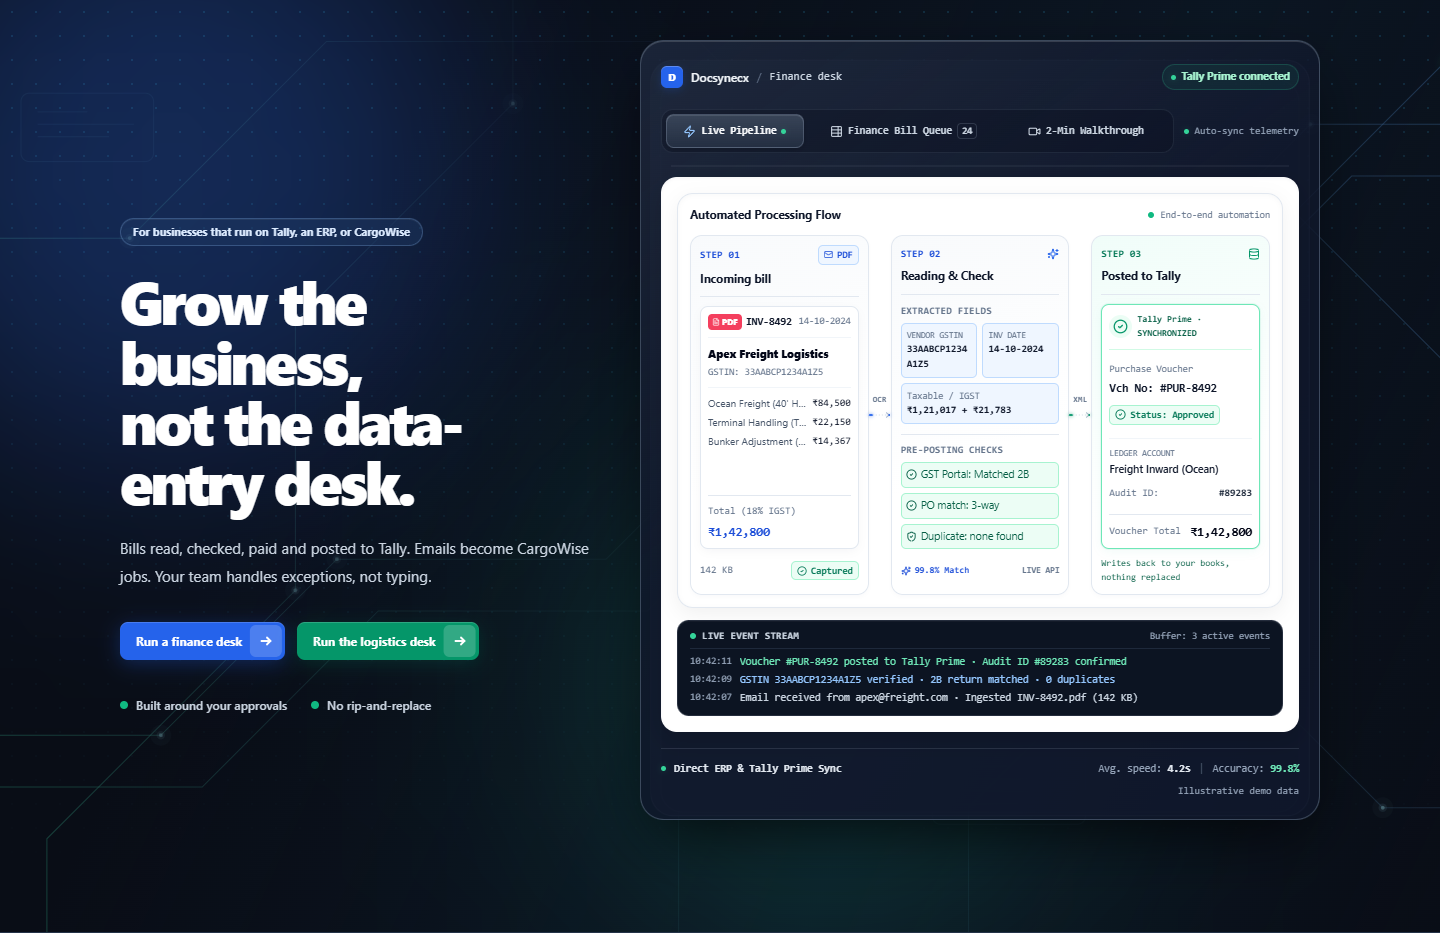 For businesses that run on Tally, an ERP, or CargoWise
Grow the
business,
not the data-
entry desk.
Bills read, checked, paid and posted to Tally. Emails become CargoWise
jobs. Your team handles exceptions, not typing.
Run a finance desk
Run the logistics desk
Built around your approvals
No rip-and-replace
D Docsynecx / Finance desk
Tally Prime connected
Live Pipeline
Finance Bill Queue 24
2-Min Walkthrough
Auto-sync telemetry
Automated Processing Flow
End-to-end automation
STEP 01
PDF
Incoming bill
PDF INV-8492 14-10-2024
Apex Freight Logistics
GSTIN: 33AABCP1234A1Z5
Ocean Freight (40' H... ₹84,500
Terminal Handling (T... ₹22,150
Bunker Adjustment (... ₹14,367
Total (18% IGST)
₹1,42,800
142 KB
Captured
OCR
STEP 02
Reading & Check
EXTRACTED FIELDS
VENDOR GSTIN
33AABCP1234
A1Z5
INV DATE
14-10-2024
Taxable / IGST
₹1,21,017 + ₹21,783
PRE-POSTING CHECKS
GST Portal: Matched 2B
PO match: 3-way
Duplicate: none found
99.8% Match
LIVE API
XML
STEP 03
Posted to Tally
Tally Prime ·
SYNCHRONIZED
Purchase Voucher
Vch No: #PUR-8492
Status: Approved
LEDGER ACCOUNT
Freight Inward (Ocean)
Audit ID: #89283
Voucher Total ₹1,42,800
Writes back to your books,
nothing replaced
LIVE EVENT STREAM
Buffer: 3 active events
10:42:11 Voucher #PUR-8492 posted to Tally Prime · Audit ID #89283 confirmed
10:42:09 GSTIN 33AABCP1234A1Z5 verified · 2B return matched · 0 duplicates
10:42:07 Email received from apex@freight.com · Ingested INV-8492.pdf (142 KB)
Direct ERP & Tally Prime Sync
Avg. speed: 4.2s | Accuracy: 99.8%
Illustrative demo data